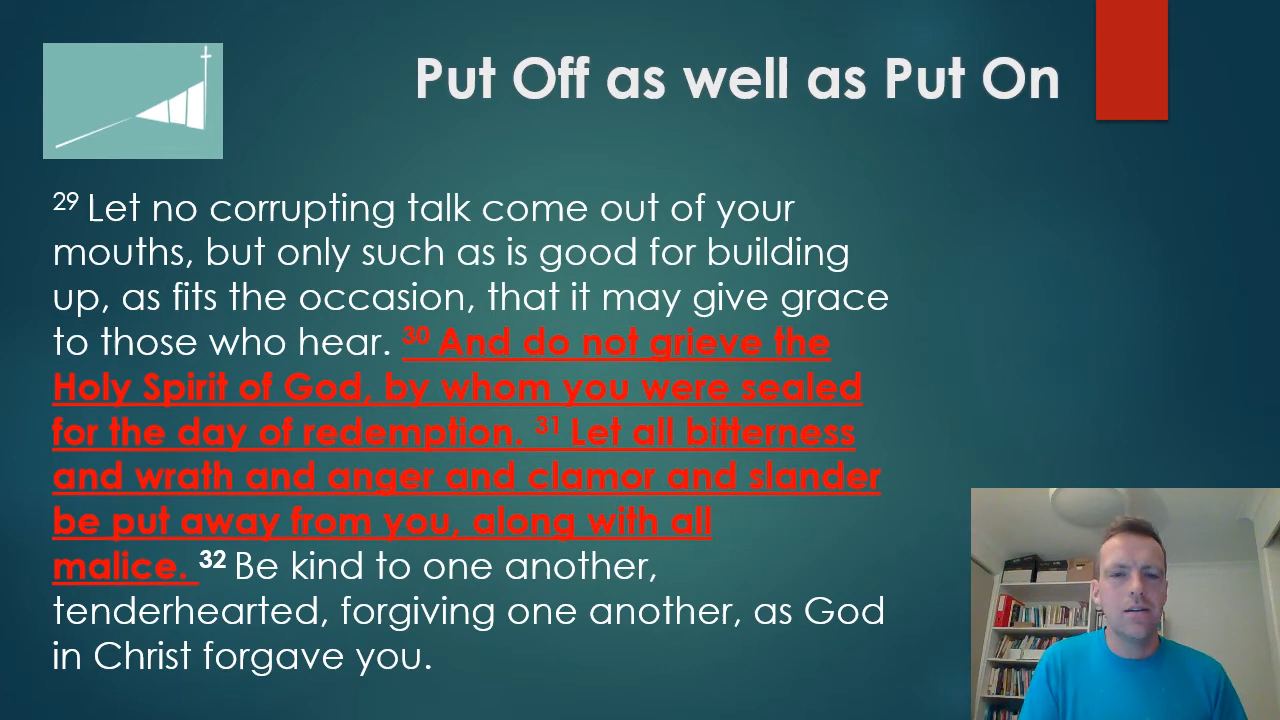 Put Off as well as Put On
29 Let no corrupting talk come out of your
mouths, but only such as is good for building
up, as fits the occasion, that it may give grace
to those who hear. 30 And do not grieve the
Holy Spirit of God, by whom you were sealed
for the day of redemption. 31 Let all bitterness
and wrath and anger and clamor and slander
be put away from you, along with all
malice. 32 Be kind to one another,
tenderhearted, forgiving one another, as God
in Christ forgave you.